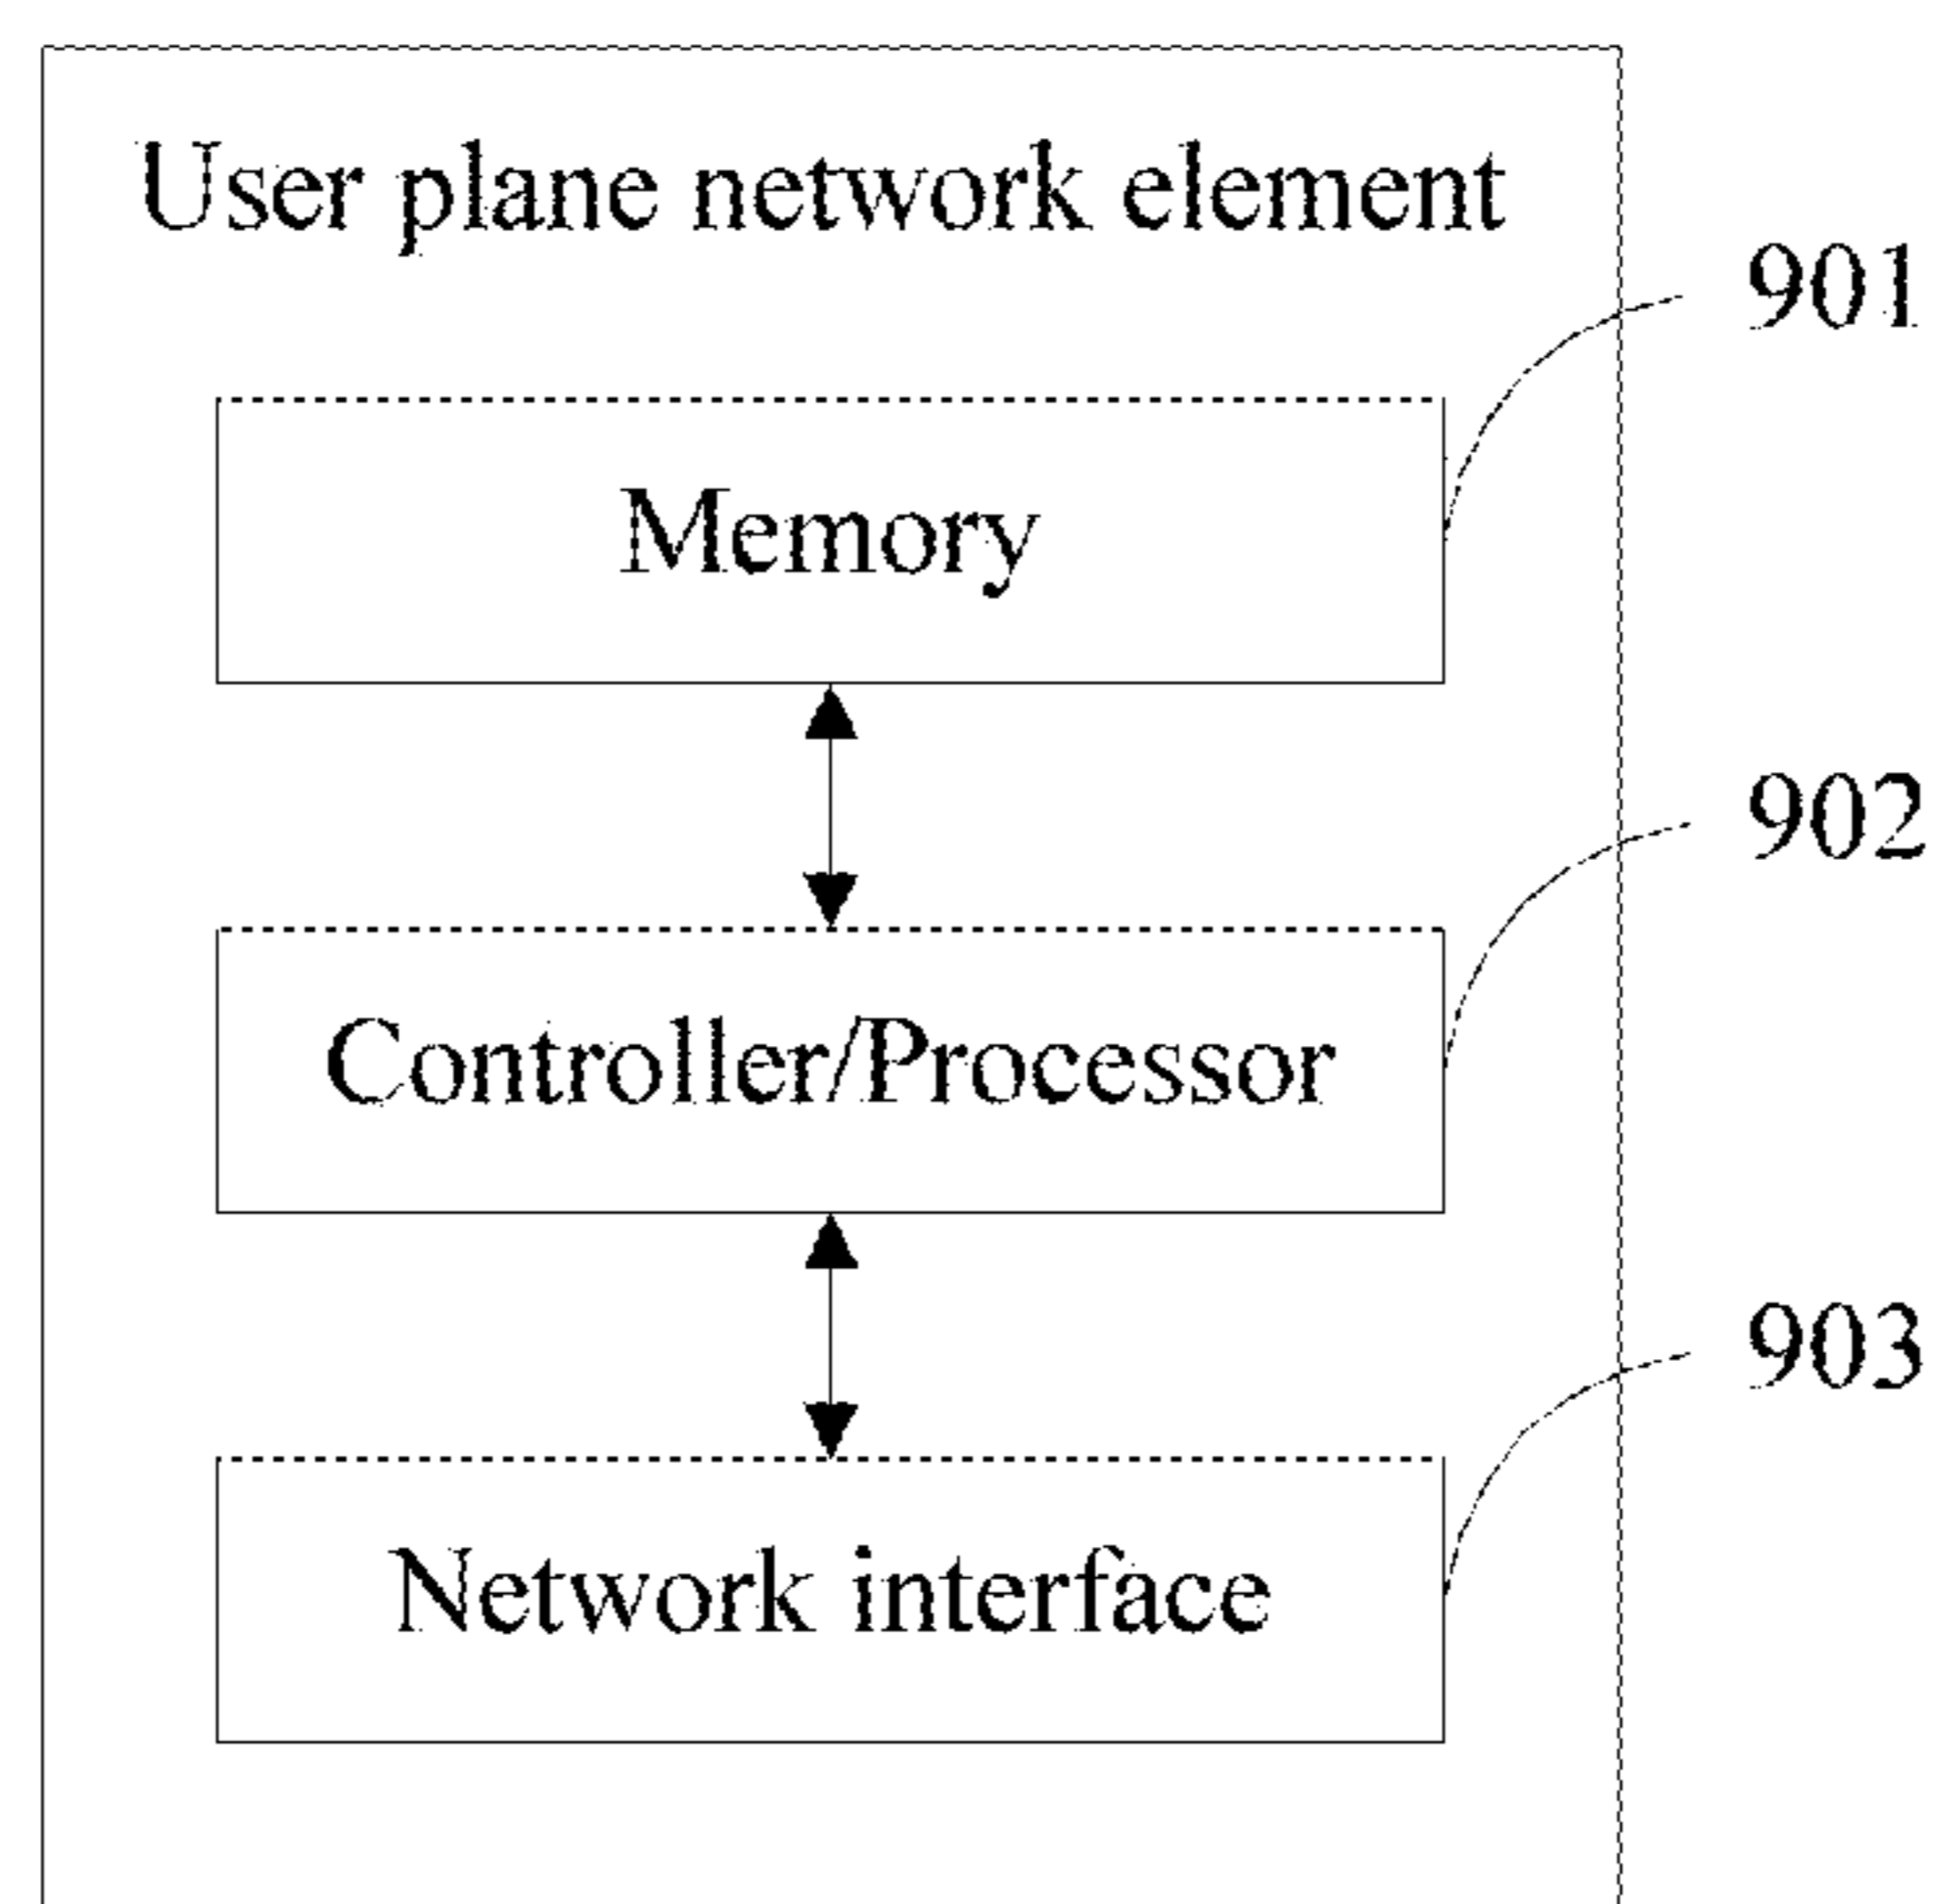 User plane network element
901
Memory
902
Controller/Processor
903
Network interface